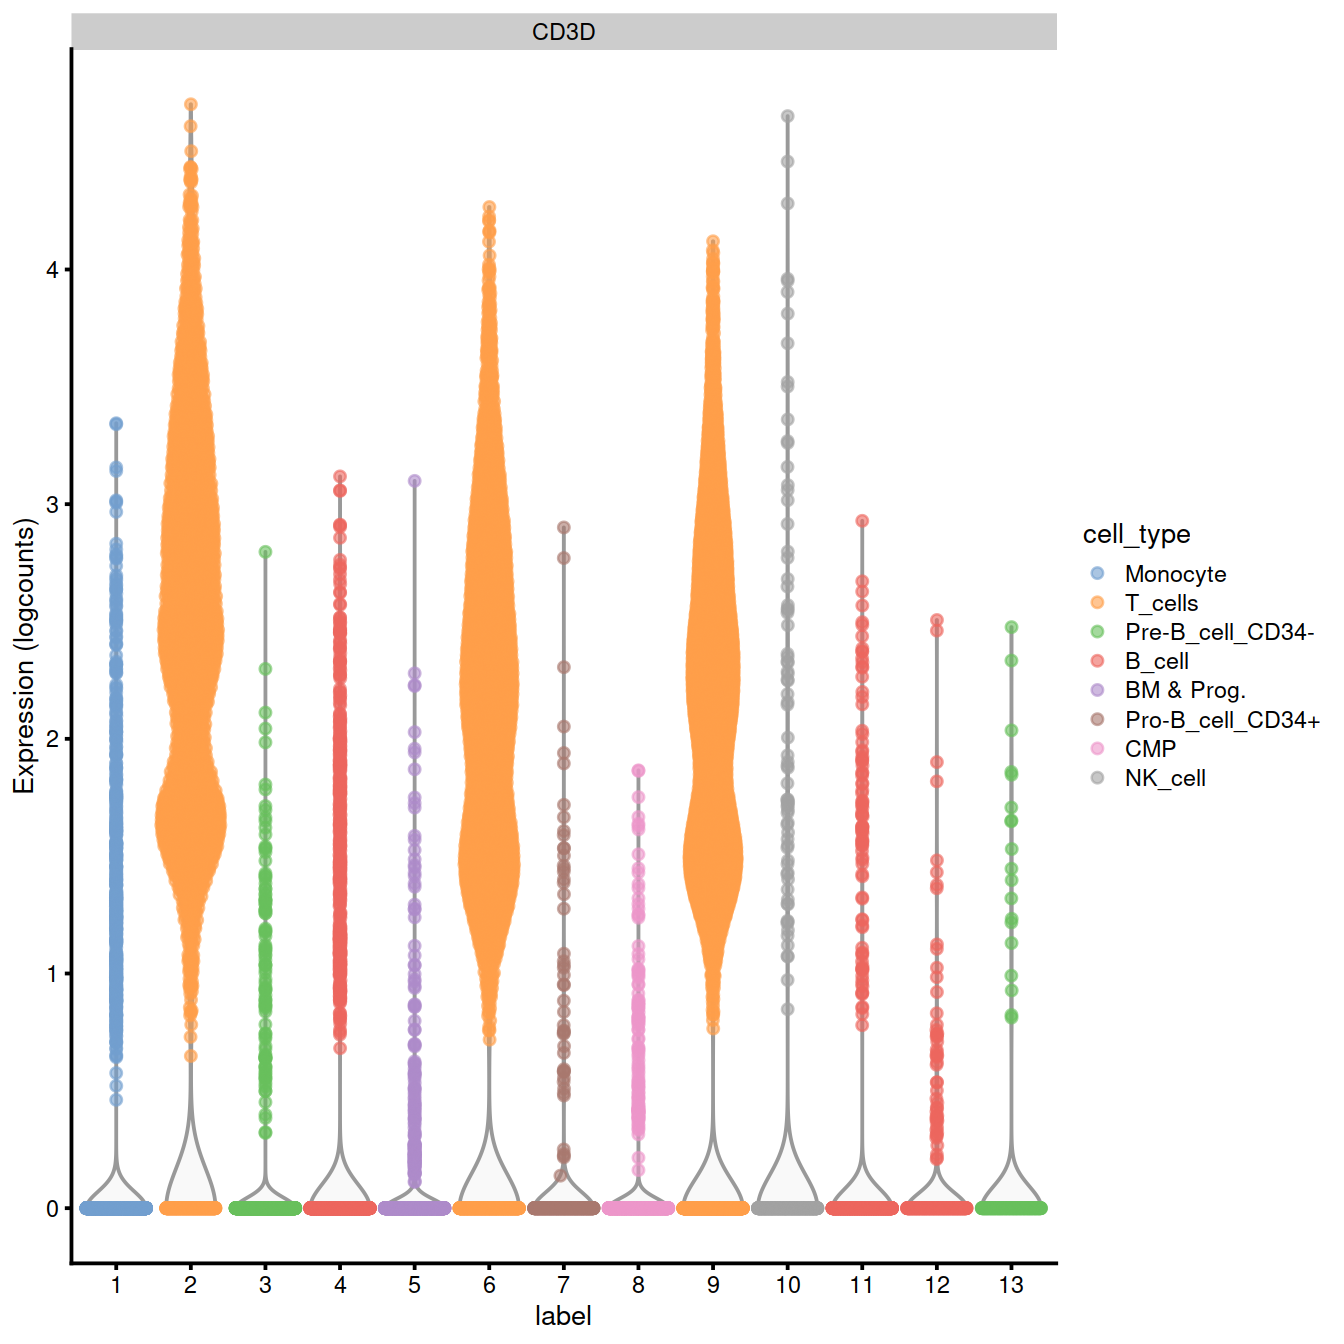 CD3D
Expression (logcounts)
4
3
2
1
0
1 2 3 4 5 6 7 8 9 10 11 12 13
label
cell_type
Monocyte
T_cells
Pre-B_cell_CD34-
B_cell
BM & Prog.
Pro-B_cell_CD34+
CMP
NK_cell